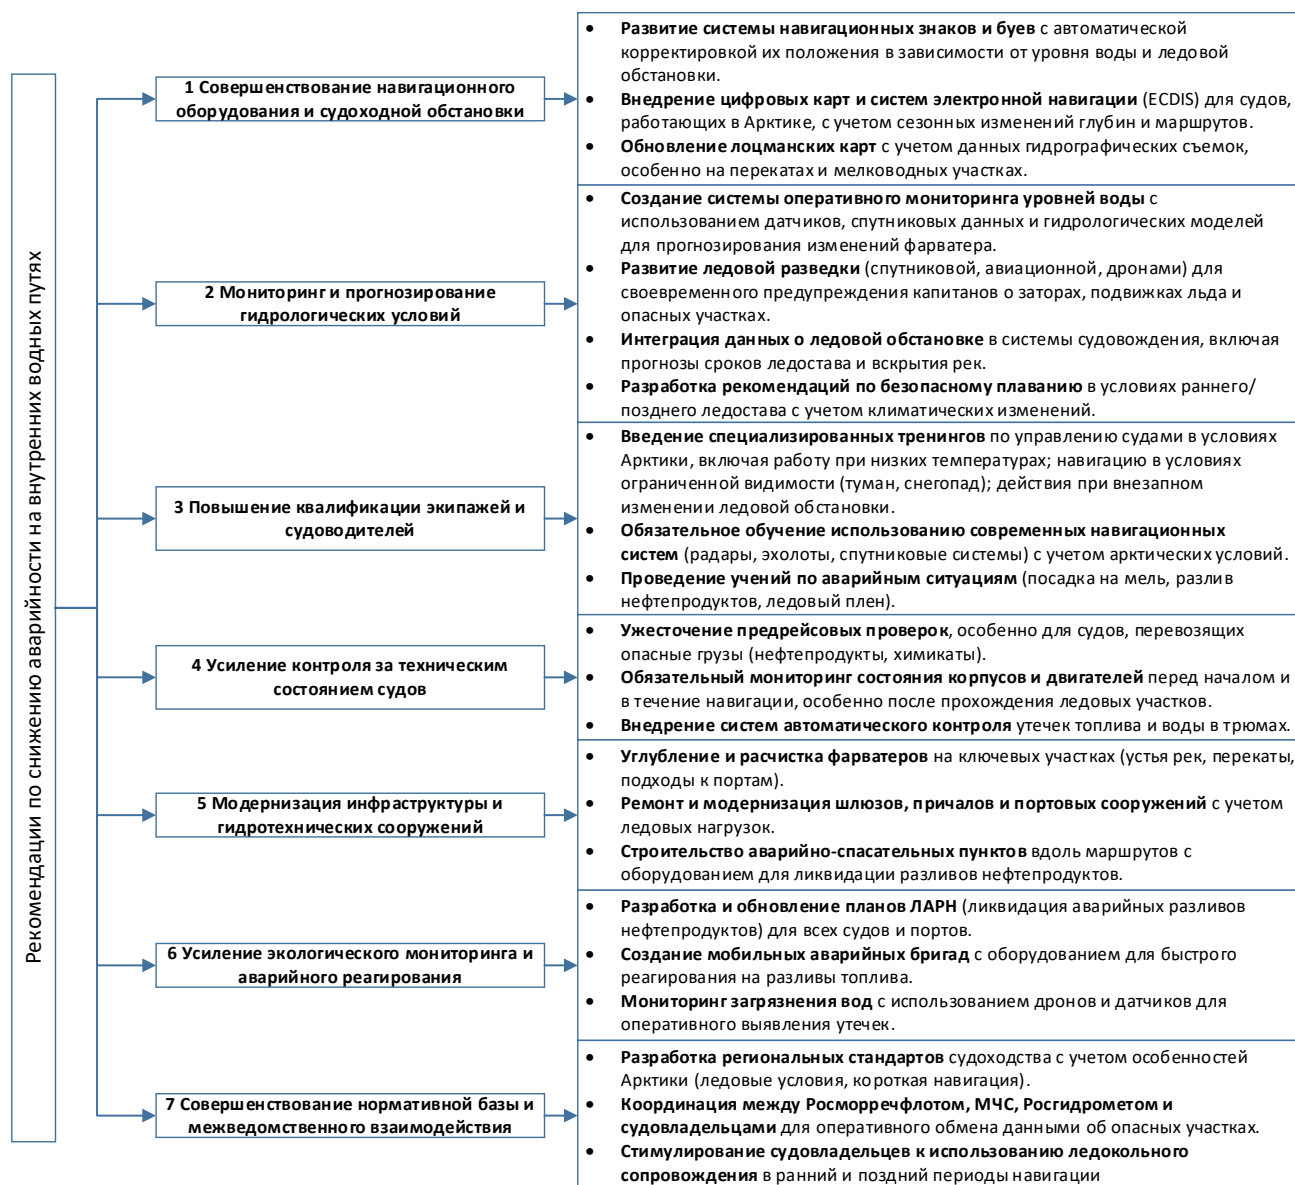 Рекомендации по снижению аварийности на внутренних водных путях
1 Совершенствование навигационного
оборудования и судоходной обстановки
• Развитие системы навигационных знаков и буев с автоматической
корректировкой их положения в зависимости от уровня воды и ледовой
обстановки.
• Внедрение цифровых карт и систем электронной навигации (ECDIS) для судов,
работающих в Арктике, с учетом сезонных изменений глубин и маршрутов.
• Обновление лоцманских карт с учетом данных гидрографических съемок,
особенно на перекатах и мелководных участках.
2 Мониторинг и прогнозирование
гидрологических условий
• Создание системы оперативного мониторинга уровней воды с
использованием датчиков, спутниковых данных и гидрологических моделей
для прогнозирования изменений фарватера.
• Развитие ледовой разведки (спутниковой, авиационной, дронами) для
своевременного предупреждения капитанов о заторах, подвижках льда и
опасных участках.
• Интеграция данных о ледовой обстановке в системы судовождения, включая
прогнозы сроков ледостава и вскрытия рек.
• Разработка рекомендаций по безопасному плаванию в условиях раннего/
позднего ледостава с учетом климатических изменений.
3 Повышение квалификации экипажей и
судоводителей
• Введение специализированных тренингов по управлению судами в условиях
Арктики, включая работу при низких температурах; навигацию в условиях
ограниченной видимости (туман, снегопад); действия при внезапном
изменении ледовой обстановки.
• Обязательное обучение использованию современных навигационных
систем (радары, эхолоты, спутниковые системы) с учетом арктических условий.
• Проведение учений по аварийным ситуациям (посадка на мель, разлив
нефтепродуктов, ледовый плен).
4 Усиление контроля за техническим
состоянием судов
• Ужесточение предрейсовых проверок, особенно для судов, перевозящих
опасные грузы (нефтепродукты, химикаты).
• Обязательный мониторинг состояния корпусов и двигателей перед началом и
в течение навигации, особенно после прохождения ледовых участков.
• Внедрение систем автоматического контроля утечек топлива и воды в трюмах.
5 Модернизация инфраструктуры и
гидротехнических сооружений
• Углубление и расчистка фарватеров на ключевых участках (устья рек, перекаты,
подходы к портам).
• Ремонт и модернизация шлюзов, причалов и портовых сооружений с учетом
ледовых нагрузок.
• Строительство аварийно-спасательных пунктов вдоль маршрутов с
оборудованием для ликвидации разливов нефтепродуктов.
6 Усиление экологического мониторинга и
аварийного реагирования
• Разработка и обновление планов ЛАРН (ликвидация аварийных разливов
нефтепродуктов) для всех судов и портов.
• Создание мобильных аварийных бригад с оборудованием для быстрого
реагирования на разливы топлива.
• Мониторинг загрязнения вод с использованием дронов и датчиков для
оперативного выявления утечек.
7 Совершенствование нормативной базы и
межведомственного взаимодействия
• Разработка региональных стандартов судоходства с учетом особенностей
Арктики (ледовые условия, короткая навигация).
• Координация между Росморречфлотом, МЧС, Росгидрометом и
судовладельцами для оперативного обмена данными об опасных участках.
• Стимулирование судовладельцев к использованию ледокольного
сопровождения в ранний и поздний периоды навигации